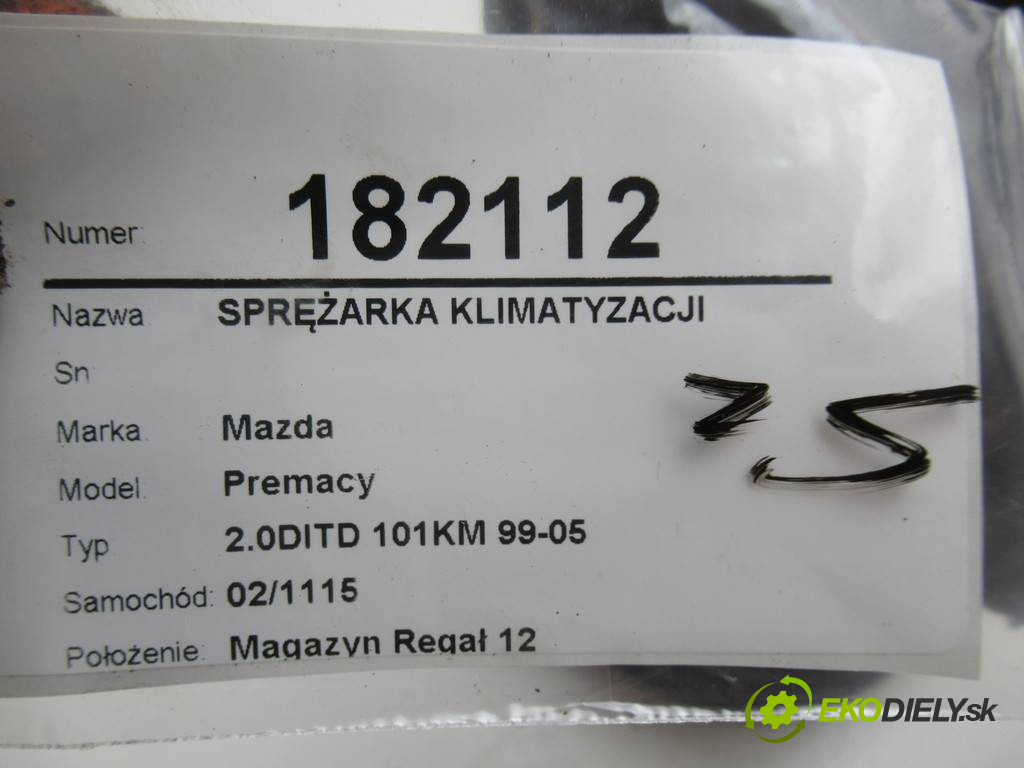 Numer: 182112
Nazwa SPRĘŻARKA KLIMATYZACJI
Sn
Marka Mazda
Model. Premacy
Typ 2.0DITD 101KM 99-05
Samochód: 02/1115
Położenie: Magazyn Regał 12
35
EKODIELY.sk